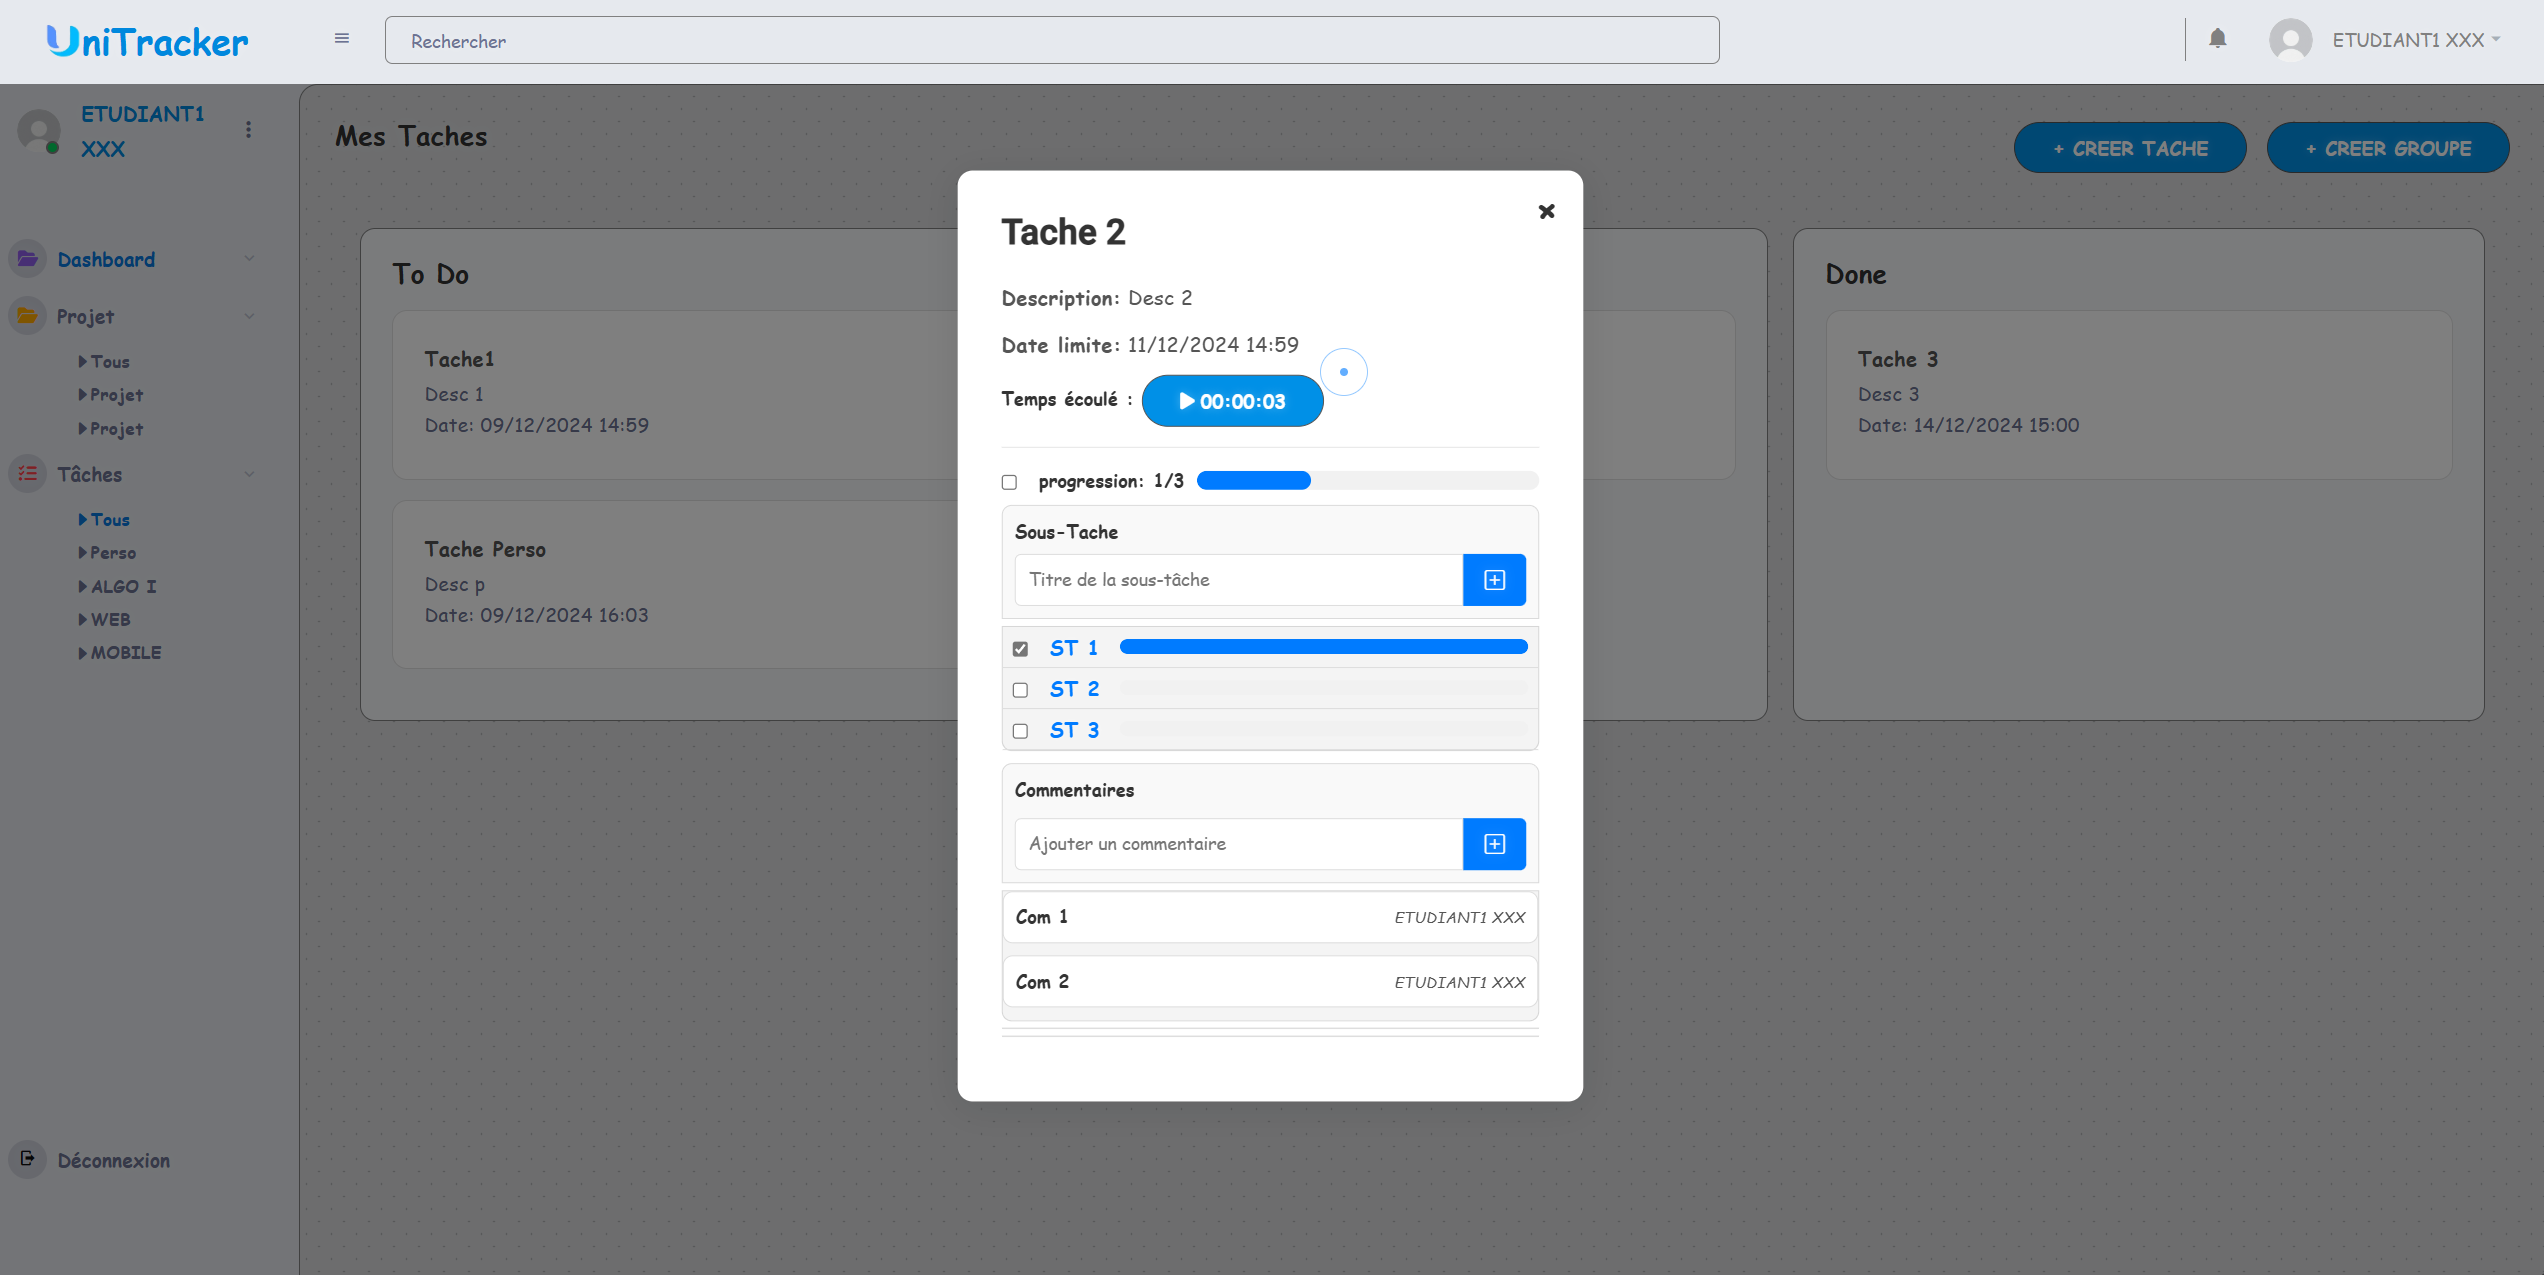 UniTracker
Rechercher
ETUDIANT1 XXX
ETUDIANT1
XXX
Dashboard
Projet
Tous
Projet
Projet
Tâches
Tous
Perso
ALGO I
WEB
MOBILE
Déconnexion
Mes Taches
+ CREER TACHE
+ CREER GROUPE
To Do
Tache1
Desc 1
Date: 09/12/2024 14:59
Tache Perso
Desc p
Date: 09/12/2024 16:03
Done
Tache 3
Desc 3
Date: 14/12/2024 15:00
Tache 2
Description: Desc 2
Date limite: 11/12/2024 14:59
Temps écoulé : 00:00:03
progression: 1/3
Sous-Tache
Titre de la sous-tâche
ST 1
ST 2
ST 3
Commentaires
Ajouter un commentaire
Com 1 ETUDIANT1 XXX
Com 2 ETUDIANT1 XXX